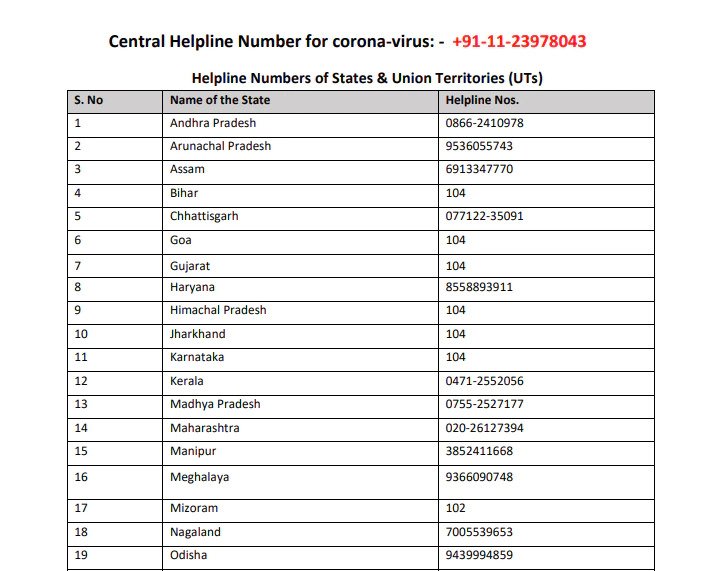 Central Helpline Number for corona-virus: - +91-11-23978043
Helpline Numbers of States & Union Territories (UTs)
S. No Name of the State Helpline Nos.
1 Andhra Pradesh 0866-2410978
2 Arunachal Pradesh 9536055743
3 Assam 6913347770
4 Bihar 104
5 Chhattisgarh 077122-35091
6 Goa 104
7 Gujarat 104
8 Haryana 8558893911
9 Himachal Pradesh 104
10 Jharkhand 104
11 Karnataka 104
12 Kerala 0471-2552056
13 Madhya Pradesh 0755-2527177
14 Maharashtra 020-26127394
15 Manipur 3852411668
16 Meghalaya 9366090748
17 Mizoram 102
18 Nagaland 7005539653
19 Odisha 9439994859